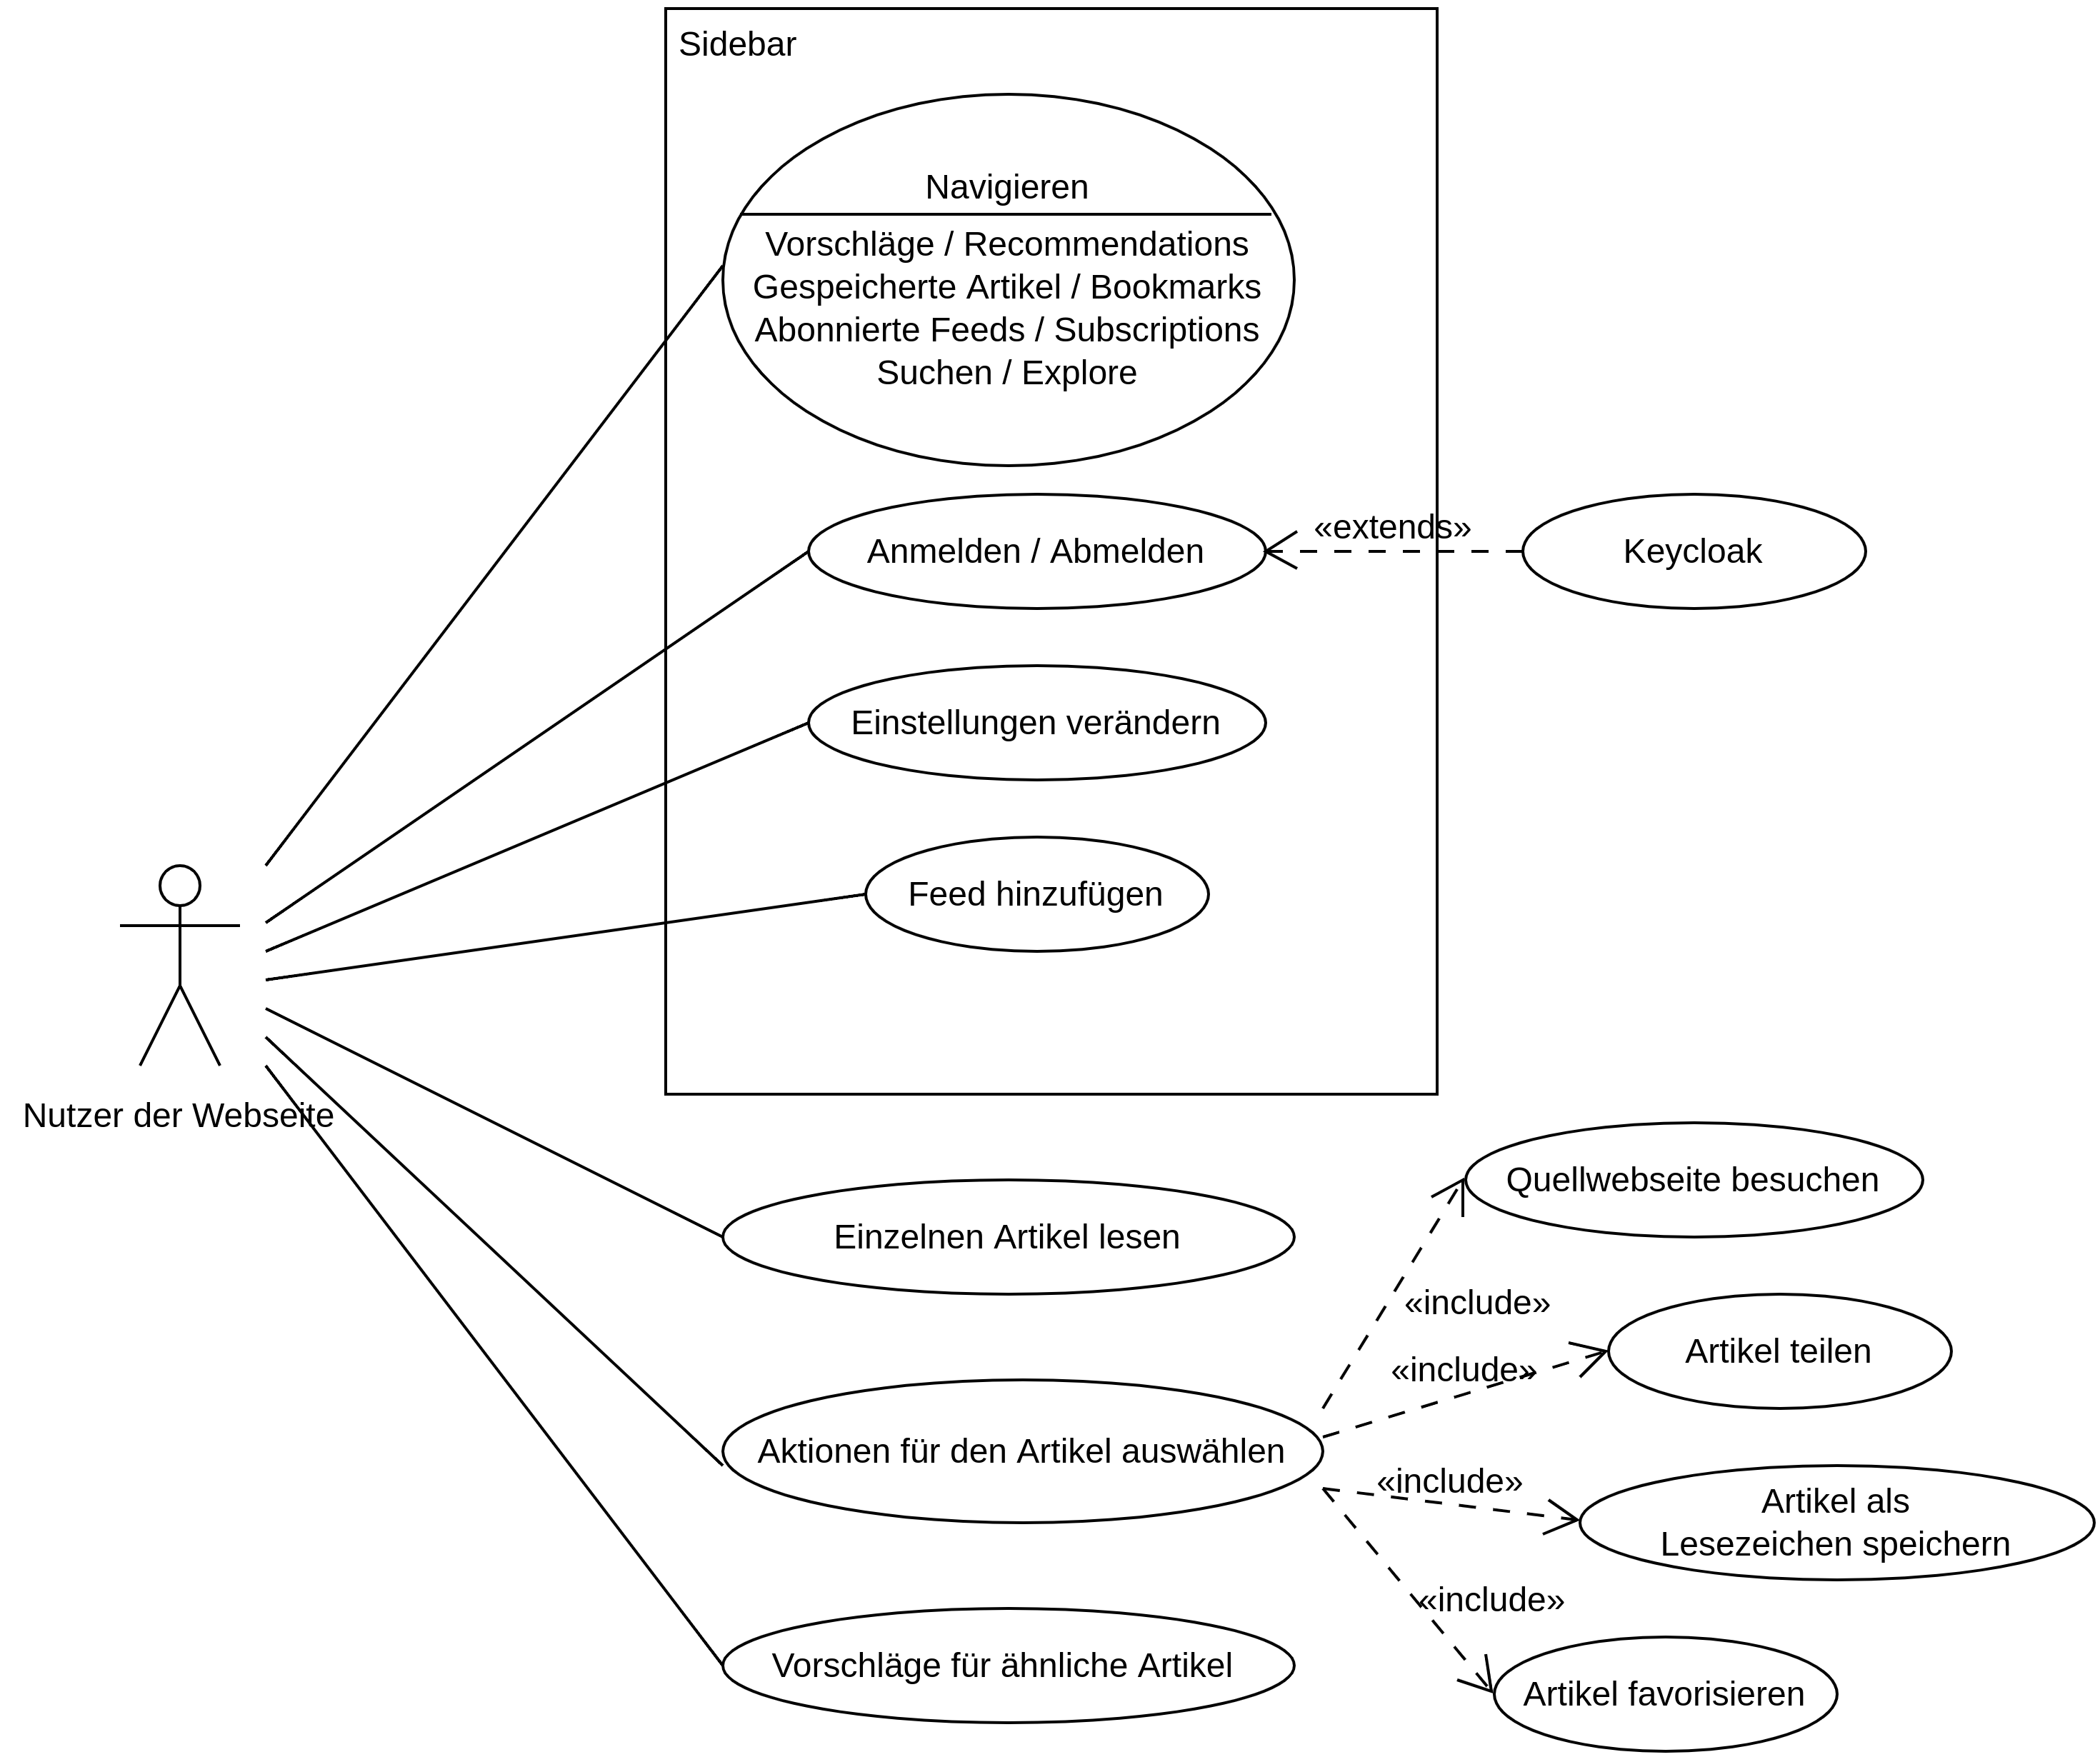 Sidebar
Navigieren
Vorschläge / Recommendations
Gespeicherte Artikel / Bookmarks
Abonnierte Feeds / Subscriptions
Suchen / Explore
«extends»
Anmelden / Abmelden
Keycloak
Einstellungen verändern
Feed hinzufügen
Nutzer der Webseite
Quellwebseite besuchen
Einzelnen Artikel lesen
«include»
Artikel teilen
«include»
Aktionen für den Artikel auswählen
«include»
Artikel als
Lesezeichen speichern
«include»
Vorschläge für ähnliche Artikel
Artikel favorisieren